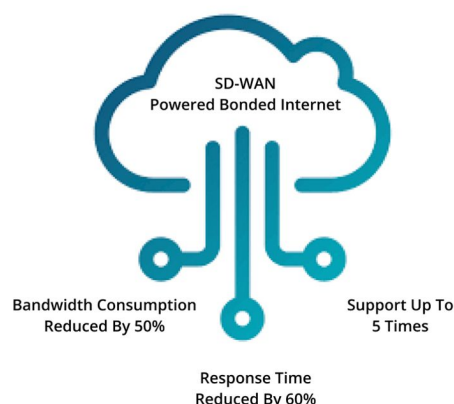 SD-WAN
Powered Bonded Internet
Bandwidth Consumption
Reduced By 50%
Support Up To
5 Times
Response Time
Reduced By 60%